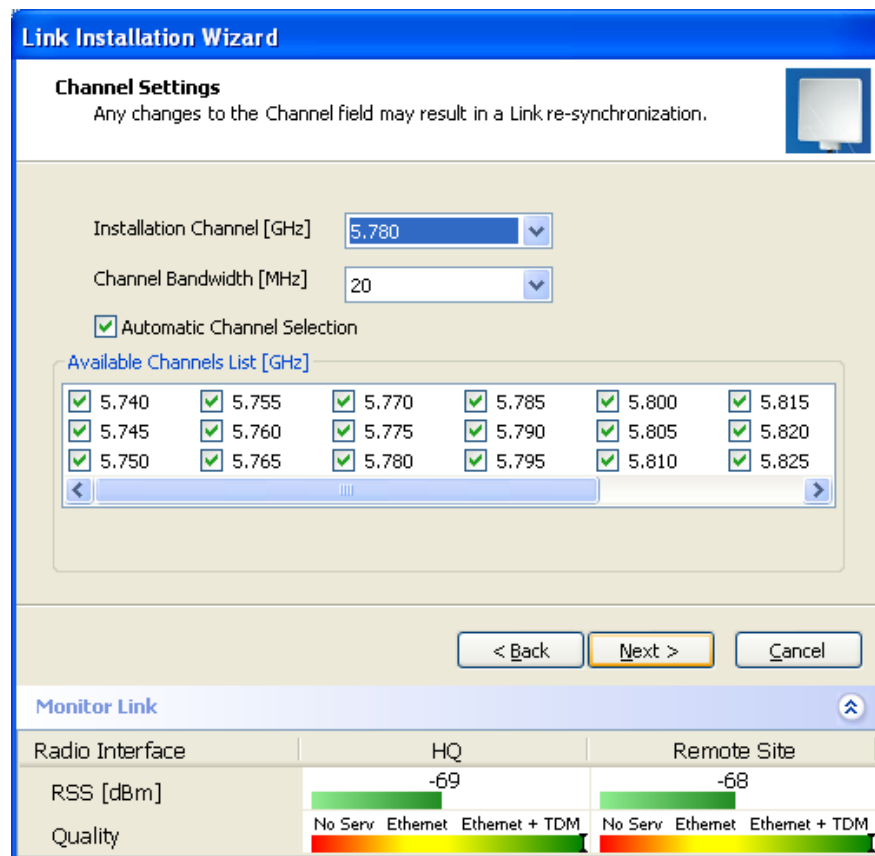 Link Installation Wizard
Channel Settings
Any changes to the Channel field may result in a Link re-synchronization.
Installation Channel [GHz] 5.780
Channel Bandwidth [MHz] 20
Automatic Channel Selection
Available Channels List [GHz]
5.740 5.755 5.770 5.785 5.800 5.815
5.745 5.760 5.775 5.790 5.805 5.820
5.750 5.765 5.780 5.795 5.810 5.825
< Back Next > Cancel
Monitor Link
Radio Interface HQ Remote Site
RSS [dBm] -69 -68
Quality No Serv Ethernet Ethernet + TDM No Serv Ethernet Ethernet + TDM